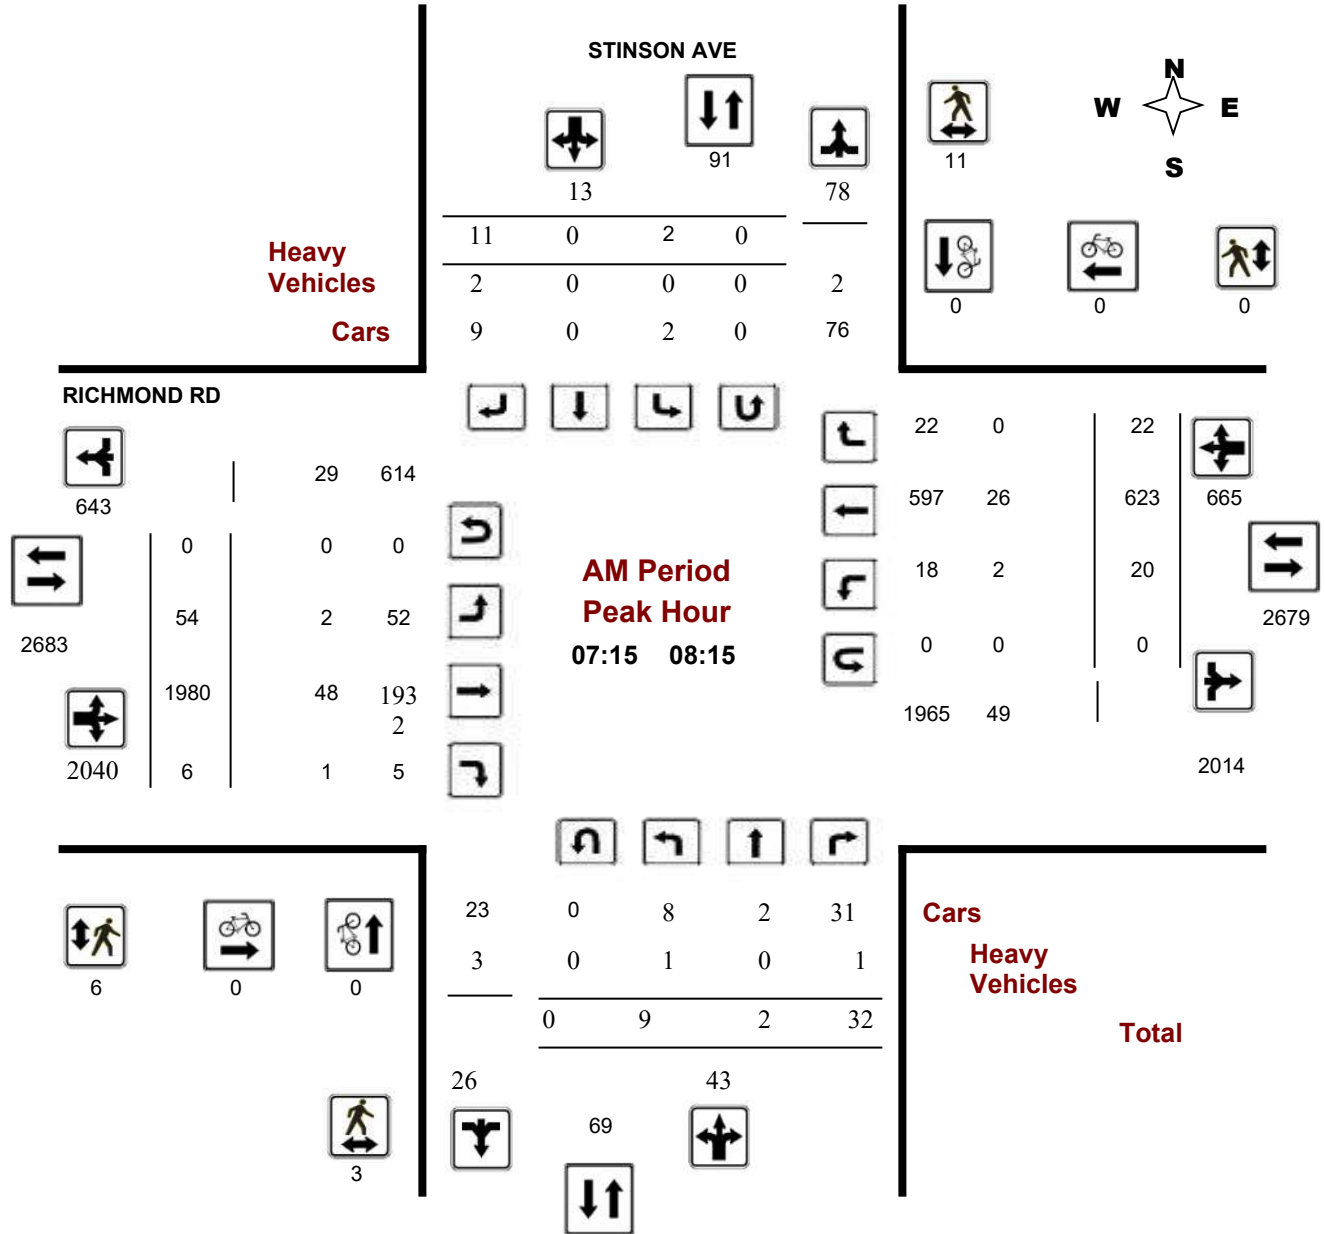 STINSON AVE
N
W E
S
91
11
13 78
11 0 2 0
Heavy
Vehicles 2 0 0 0 2
0 0 0
Cars 9 0 2 0 76
RICHMOND RD
22 0 22
29 614
643
597 26 623 665
0 0 0
AM Period
18 2 20
Peak Hour
54 2 52
2679
2683
07:15 08:15
0 0 0
1980 48 193
2
1965 49
2040 6 1 5
2014
23 0 8 2 31
Cars
3 0 1 0 1
Heavy
Vehicles
6 0 0
0 9 2 32
Total
26 43
69
3